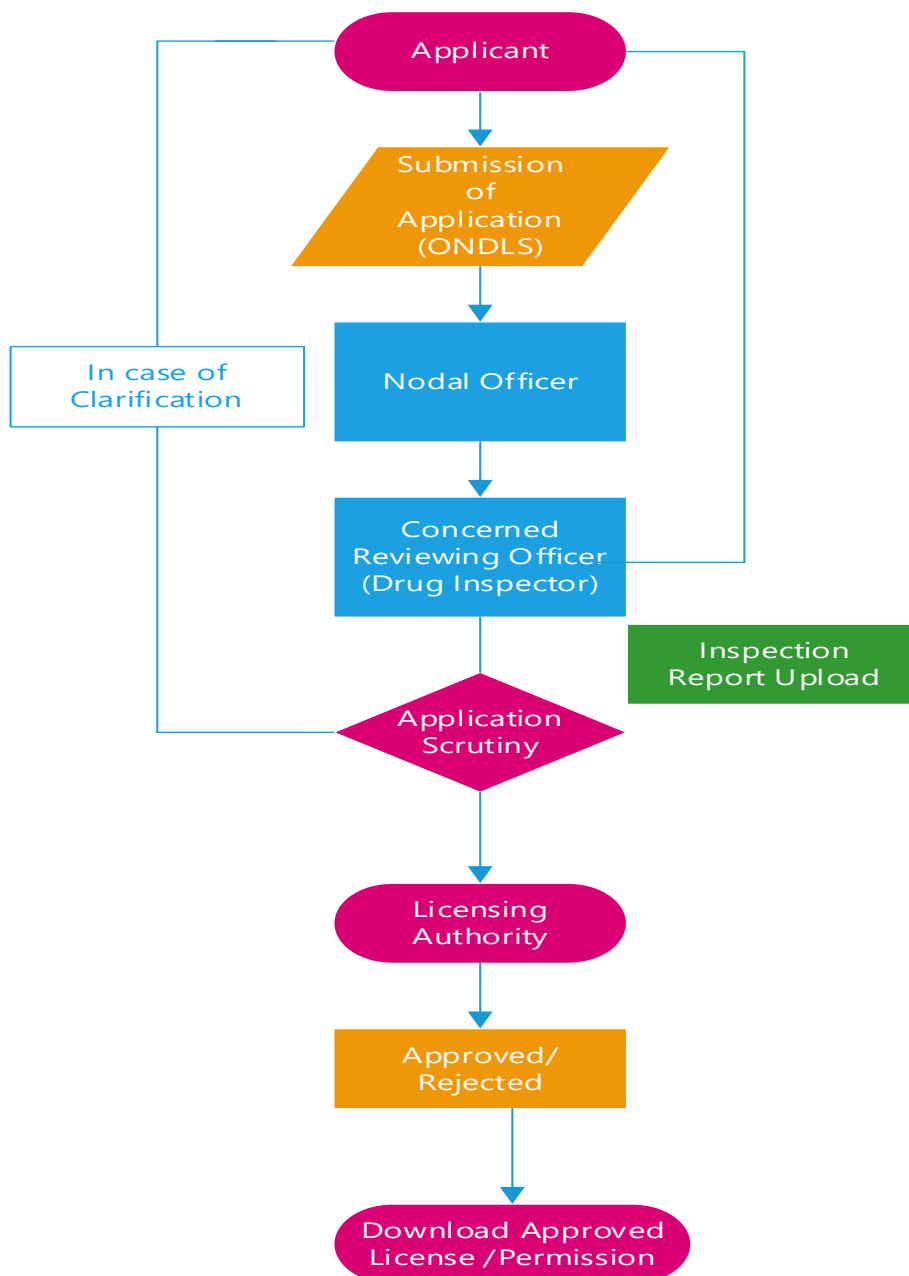 Applicant
Submission
of
Application
(ONDLS)
Nodal Officer
In case of
Clarification
Concerned
Reviewing Officer
(Drug Inspector)
Inspection
Report Upload
Application
Scrutiny
Licensing
Authority
Approved/
Rejected
Download Approved
License /Permission